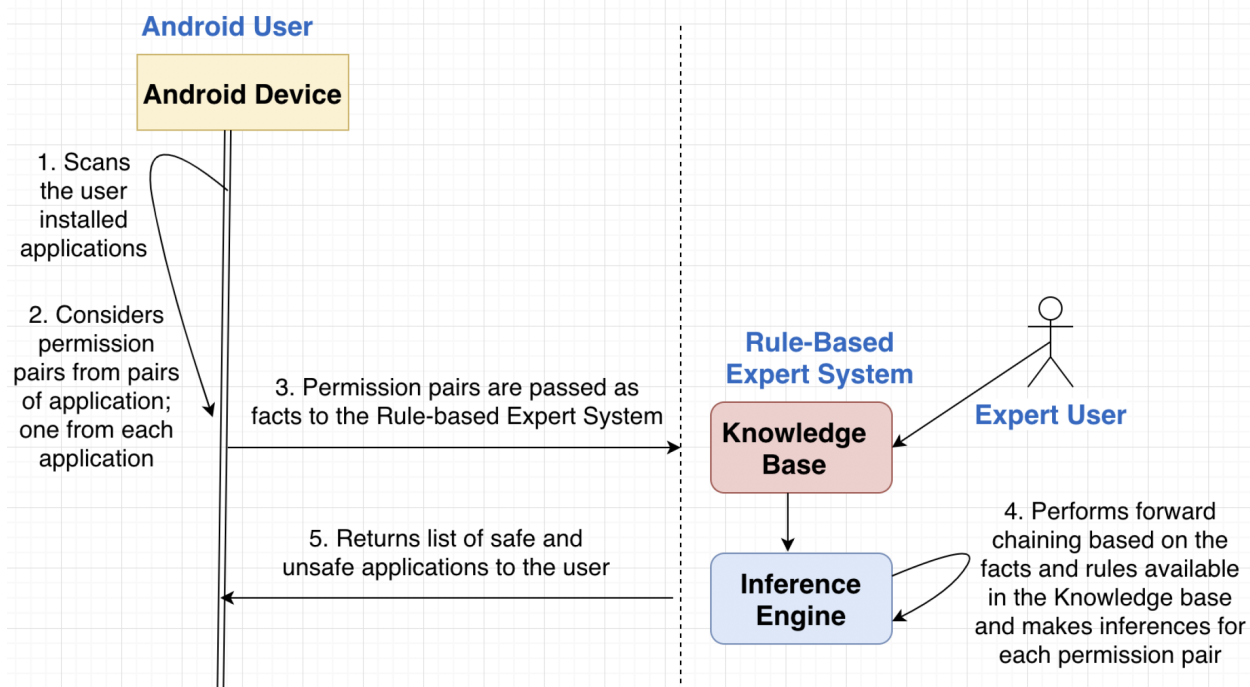 Android User
Android Device
1. Scans
the user
installed
applications
2. Considers
permission
pairs from pairs
of application;
one from each
application
3. Permission pairs are passed as
facts to the Rule-based Expert System
Rule-Based
Expert System
Expert User
Knowledge
Base
Inference
Engine
4. Performs forward
chaining based on the
facts and rules available
in the Knowledge base
and makes inferences for
each permission pair
5. Returns list of safe and
unsafe applications to the user